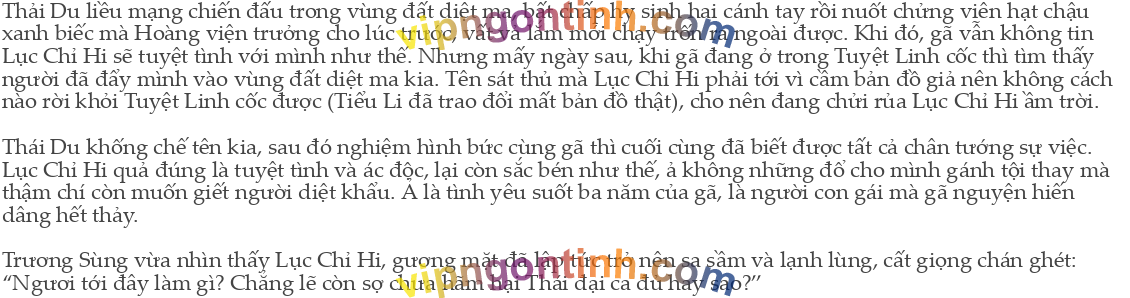 Thải Du liều mạng chiến đấu trong vùng đất diệt ma, bất chấp hy sinh hai cánh tay rồi nuốt chửng viên hạt chậu
xanh biếc mà Hoàng viện trưởng cho lúc trước, vất vả lắm mới chạy trốn ra ngoài được. Khi đó, gã vẫn không tin
Lục Chỉ Hi sẽ tuyệt tình với mình như thế. Nhưng mấy ngày sau, khi gã đang ở trong Tuyệt Linh cốc thì tìm thấy
người đã đẩy mình vào vùng đất diệt ma kia. Tên sát thủ mà Lục Chỉ Hi phải tới vì cầm bản đồ giả nên không cách
nào rời khỏi Tuyệt Linh cốc được (Tiểu Li đã trao đổi mất bản đồ thật), cho nên đang chửi rủa Lục Chỉ Hi ầm trời.
Thái Du khống chế tên kia, sau đó nghiệm hình bức cùng gã thì cuối cùng đã biết được tất cả chân tướng sự việc.
Lục Chỉ Hi quả đúng là tuyệt tình và ác độc, lại còn sắc bén như thế, ả không những đổ cho mình gánh tội thay mà
thậm chí còn muốn giết người diệt khẩu. Ả là tình yêu suốt ba năm của gã, là người con gái mà gã nguyện hiến
dâng hết thảy.
Trương Sùng vừa nhìn thấy Lục Chỉ Hi, gương mặt đã lập tức trở nên sa sầm và lạnh lùng, cất giọng chán ghét:
“Ngươi tới đây làm gì? Chẳng lẽ còn sợ chưa hãm hại Thái đại ca đủ hay sao?”
vipngontinh.com
vipngontinh.com